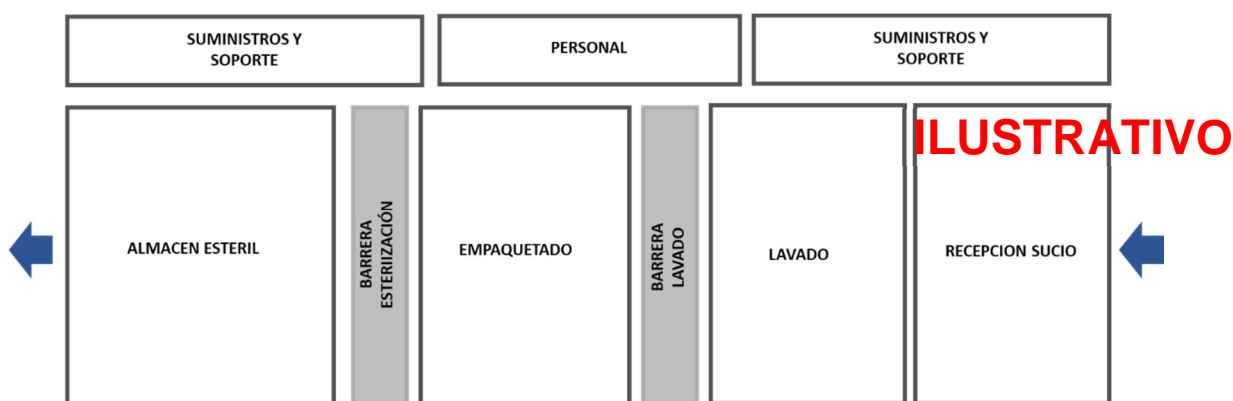 SUMINISTROS Y
SOPORTE
PERSONAL
SUMINISTROS Y
SOPORTE
ILUSTRATIVO
ALMACEN ESTERIL
BARRERA
ESTERIIZACIÓN
EMPAQUETADO
BARRERA
LAVADO
LAVADO
RECEPCION SUCIO